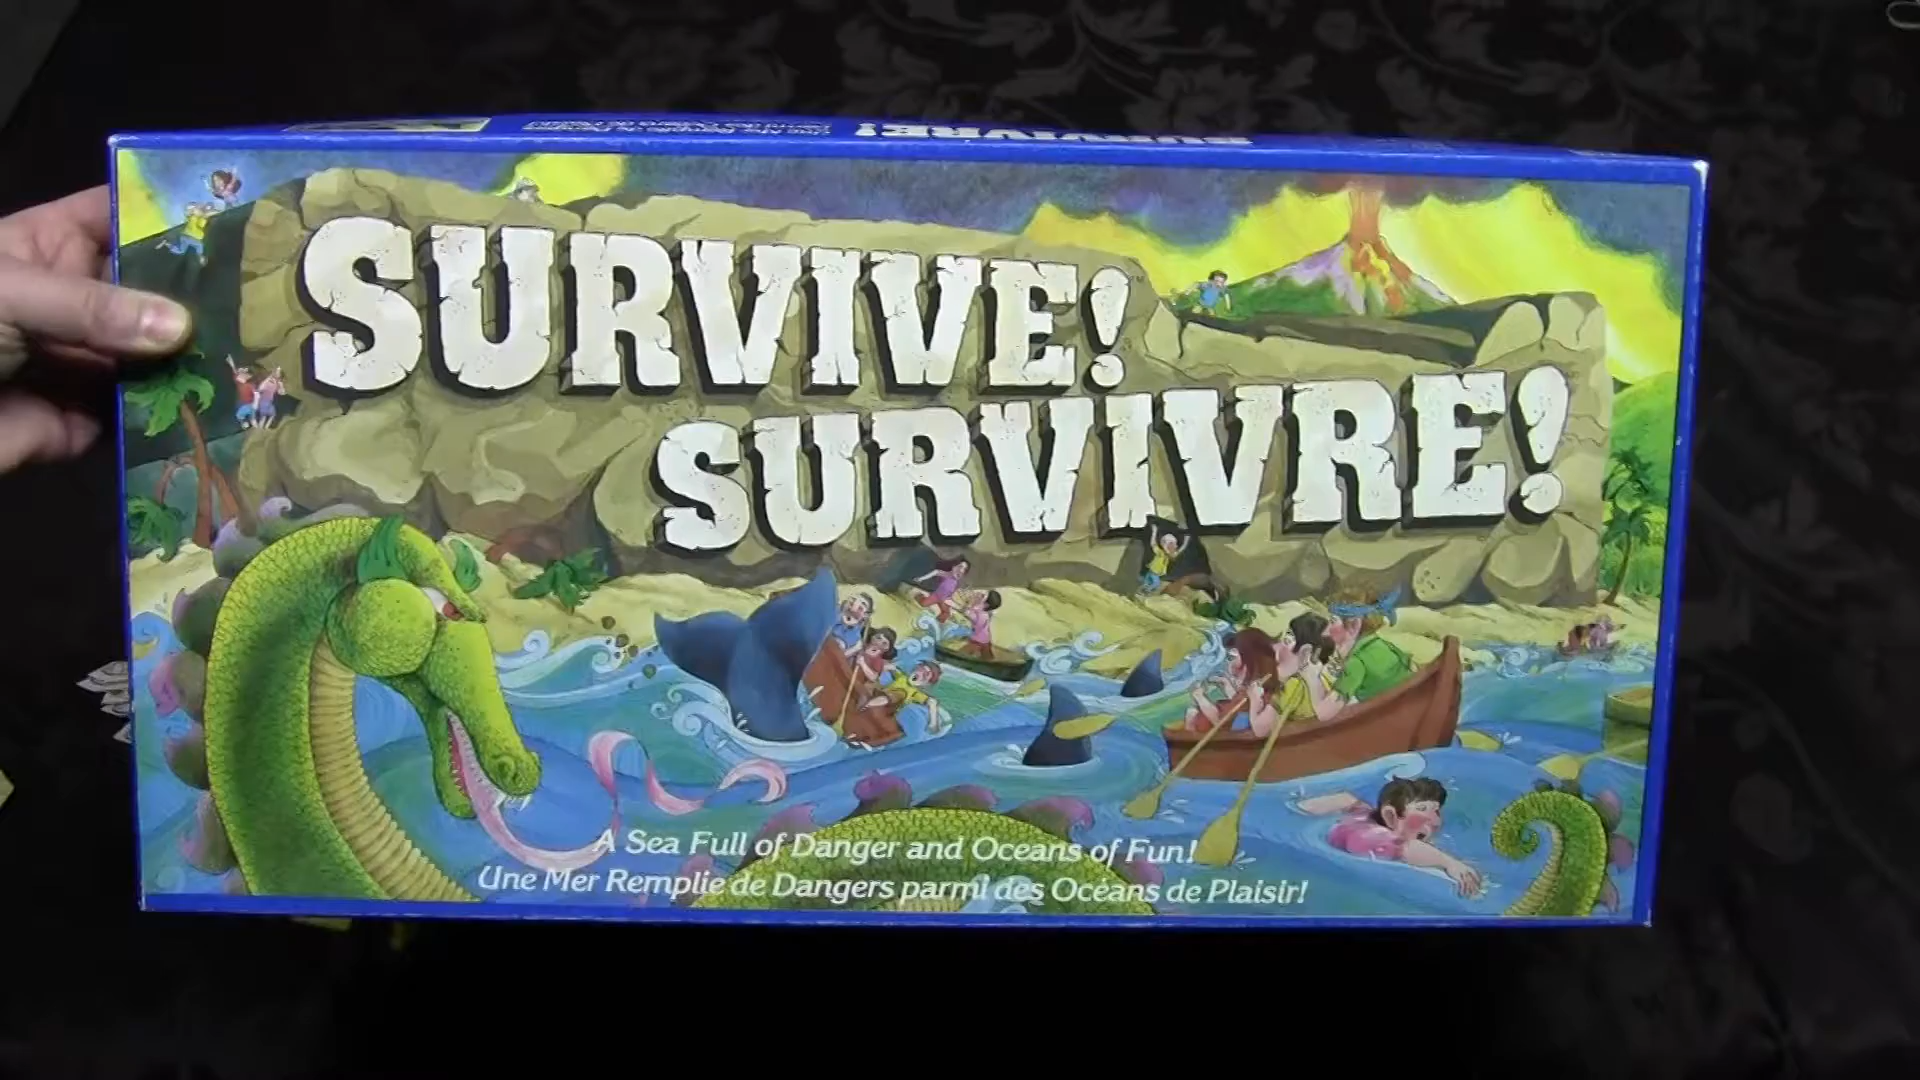 SURVIVE!
SURVIVRE!
A Sea Full of Danger and Oceans of Fun!
Une Mer Remplie de Dangers parmi des Océans de Plaisir!